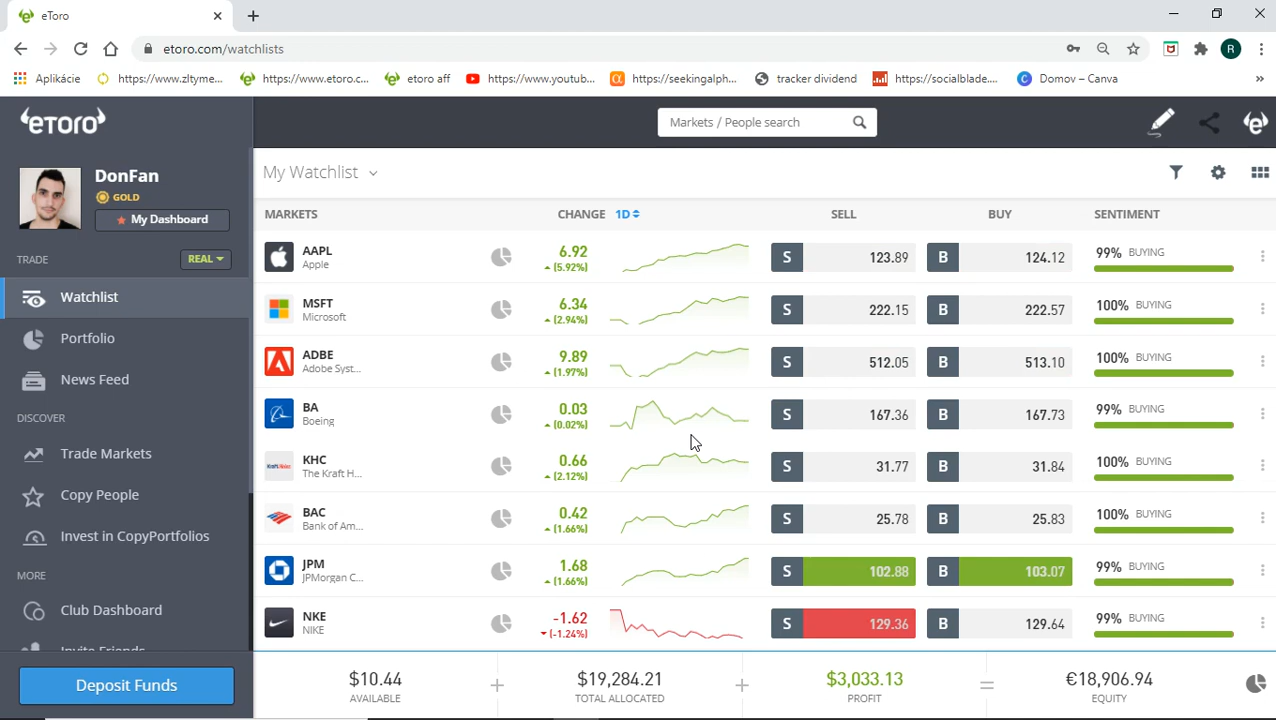 eToro
etoro.com/watchlists
Aplikácie
https://www.zltyme...
https://www.etoro.c...
etoro aff
https://www.youtub...
https://seekingalph...
tracker dividend
https://socialblade....
Domov – Canva
»
eToro
Markets / People search
DonFan
GOLD
My Dashboard
My Watchlist
TRADE
REAL
MARKETS
CHANGE 1D
SELL
BUY
SENTIMENT
Watchlist
Portfolio
News Feed
DISCOVER
Trade Markets
Copy People
Invest in CopyPortfolios
MORE
Club Dashboard
Deposit Funds
AAPL 6.92 S 123.89 B 124.12 99% BUYING
Apple (5.92%)
MSFT 6.34 S 222.15 B 222.57 100% BUYING
Microsoft (2.94%)
ADBE 9.89 S 512.05 B 513.10 100% BUYING
Adobe Syst... (1.97%)
BA 0.03 S 167.36 B 167.73 99% BUYING
Boeing (0.02%)
KHC 0.66 S 31.77 B 31.84 100% BUYING
The Kraft H... (2.12%)
BAC 0.42 S 25.78 B 25.83 100% BUYING
Bank of Am... (1.66%)
JPM 1.68 S 102.88 B 103.07 99% BUYING
JPMorgan C... (1.66%)
NKE -1.62 S 129.36 B 129.64 99% BUYING
NIKE (-1.24%)
$10.44 + $19,284.21 + $3,033.13 = €18,906.94
AVAILABLE TOTAL ALLOCATED PROFIT EQUITY